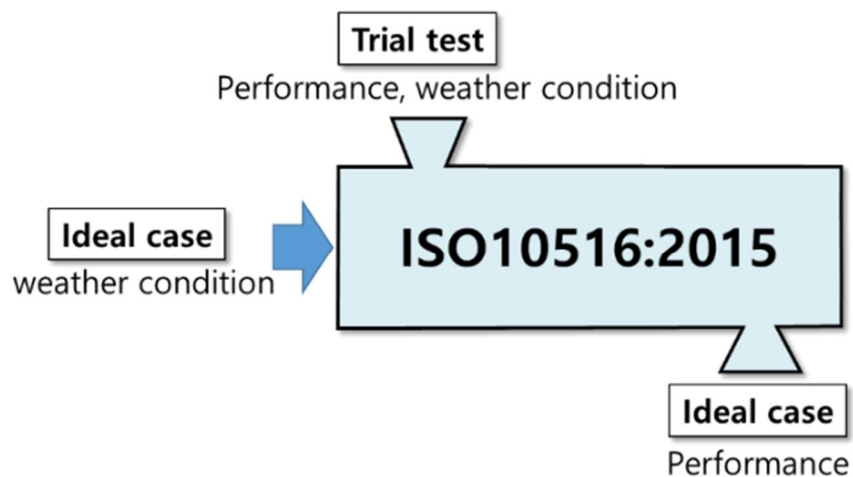 Trial test
Performance, weather condition
Ideal case
weather condition
ISO10516:2015
Ideal case
Performance